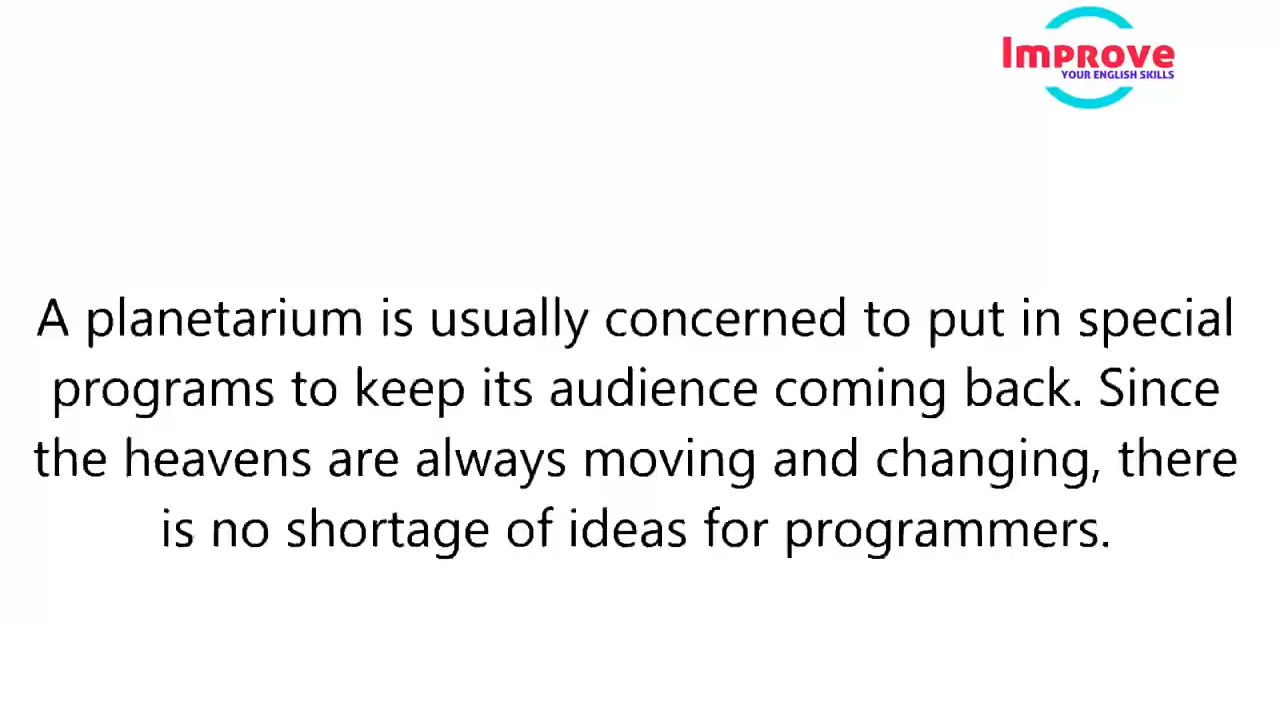 Improve
YOUR ENGLISH SKILLS
A planetarium is usually concerned to put in special
programs to keep its audience coming back. Since
the heavens are always moving and changing, there
is no shortage of ideas for programmers.